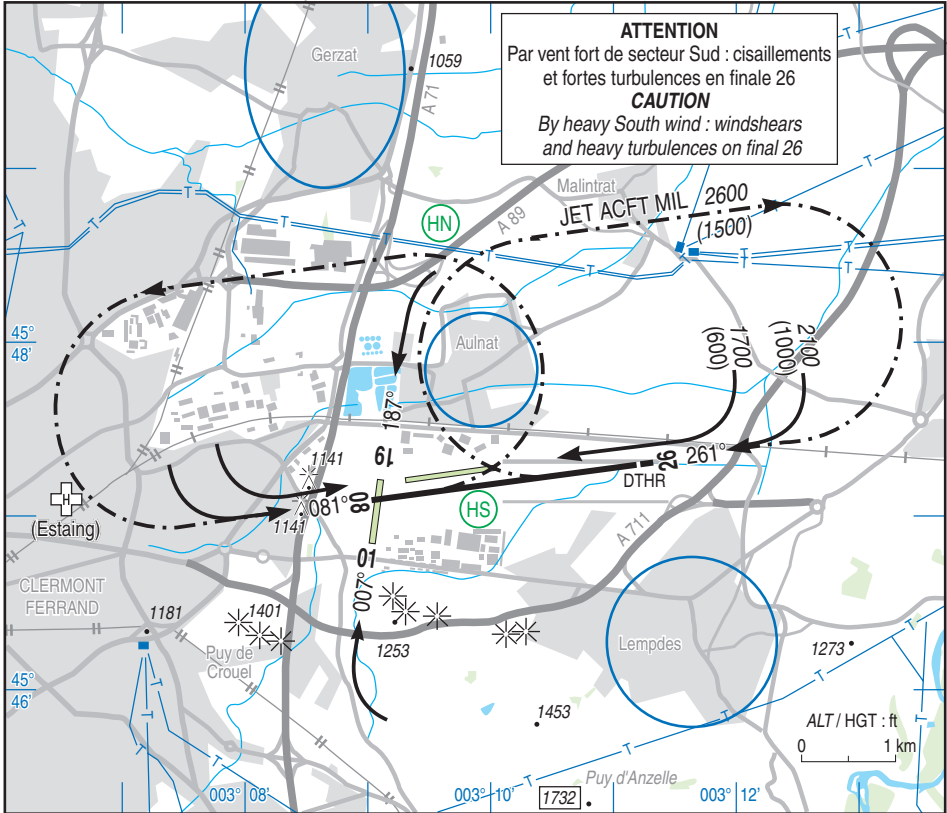 ATTENTION
Par vent fort de secteur Sud : cisaillements
et fortes turbulences en finale 26
CAUTION
By heavy South wind : windshears
and heavy turbulences on final 26
Gerzat
1059
A 71
Malintrat
JET ACFT MIL 2600
(1500)
HN
A 89
T
T
T
T
T
T
T
T
T
T
45°
48'
Aulnat
1700
(600)
2100
(1000)
187°
19
1141
081°
08
1141
26
261°
DTHR
HS
A 711
H
(Estaing)
01
007°
CLERMONT
FERRAND
1181
1401
1253
Puy de
Crouel
Lempdes
1273
45°
46'
T
T
T
T
T
T
T
1453
ALT / HGT : ft
0 1 km
Puy d'Anzelle
1732
003° 08'
003° 10'
003° 12'